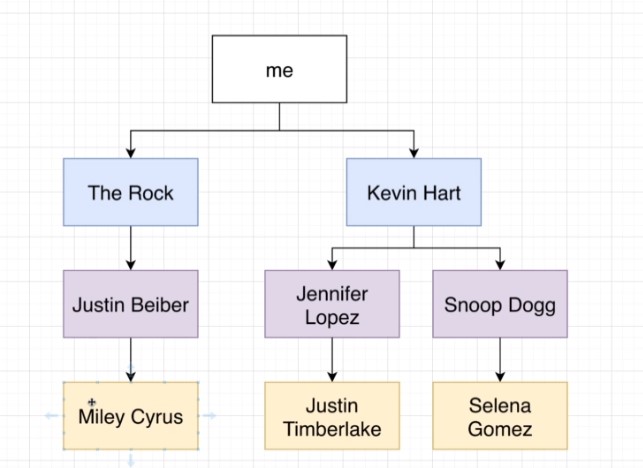 me
The Rock
Kevin Hart
Justin Beiber
Jennifer
Lopez
Snoop Dogg
Miley Cyrus
Justin
Timberlake
Selena
Gomez